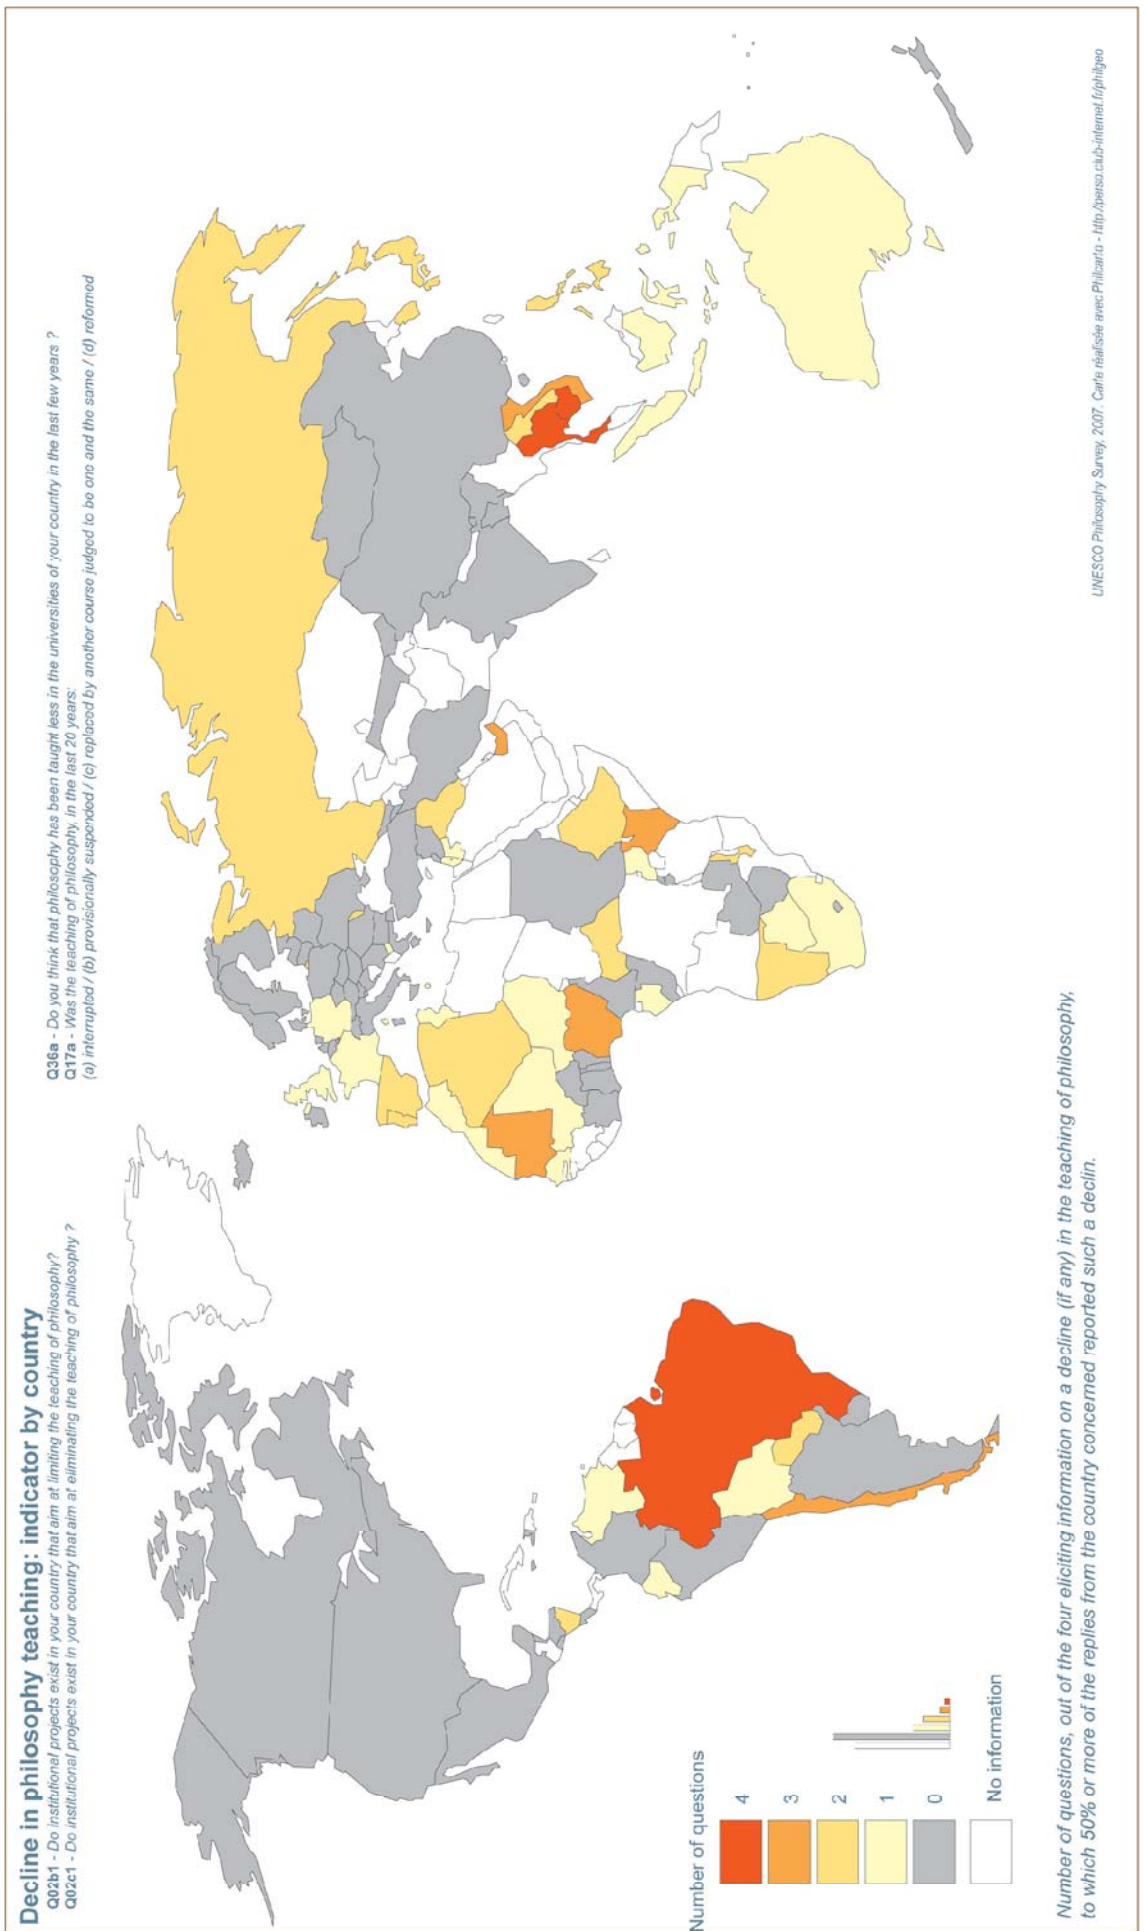 Decline in philosophy teaching: indicator by country
Q02b1 - Do institutional projects exist in your country that aim at limiting the teaching of philosophy?
Q02c1 - Do institutional projects exist in your country that aim at eliminating the teaching of philosophy ?
Q36a - Do you think that philosophy has been taught less in the universities of your country in the last few years ?
Q17a - Was the teaching of philosophy, in the last 20 years:
(a) interrupted / (b) provisionally suspended / (c) replaced by another course judged to be one and the same / (d) reformed
Number of questions
4
3
2
1
0
No information
Number of questions, out of the four eliciting information on a decline (if any) in the teaching of philosophy,
to which 50% or more of the replies from the country concerned reported such a declin.
UNESCO Philosophy Survey, 2007. Carte réalisée avec Philcarto - http://perso.club-internet.fr/philgeo